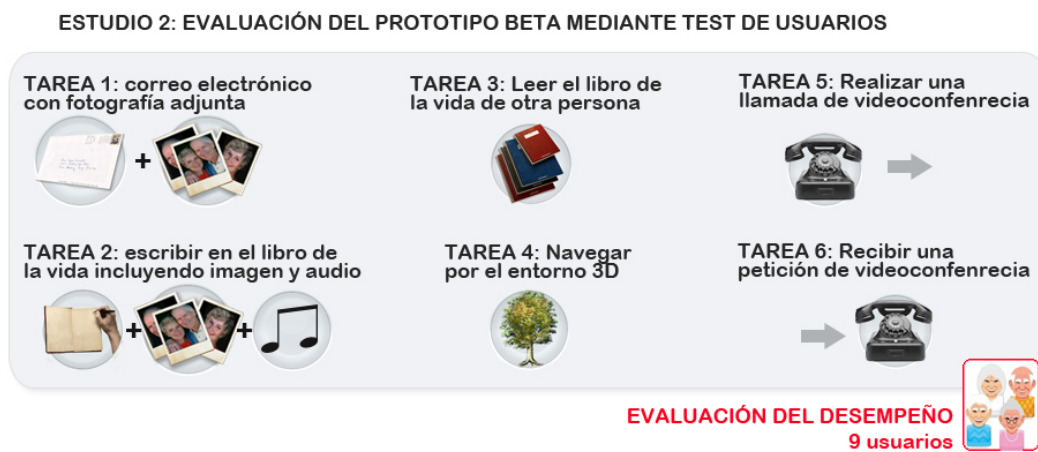 ESTUDIO 2: EVALUACIÓN DEL PROTOTIPO BETA MEDIANTE TEST DE USUARIOS
TAREA 1: correo electrónico
con fotografía adjunta
TAREA 2: escribir en el libro de
la vida incluyendo imagen y audio
TAREA 3: Leer el libro de
la vida de otra persona
TAREA 4: Navegar
por el entorno 3D
TAREA 5: Realizar una
llamada de videoconfenrecia
TAREA 6: Recibir una
petición de videoconfenrecia
EVALUACIÓN DEL DESEMPEÑO
9 usuarios